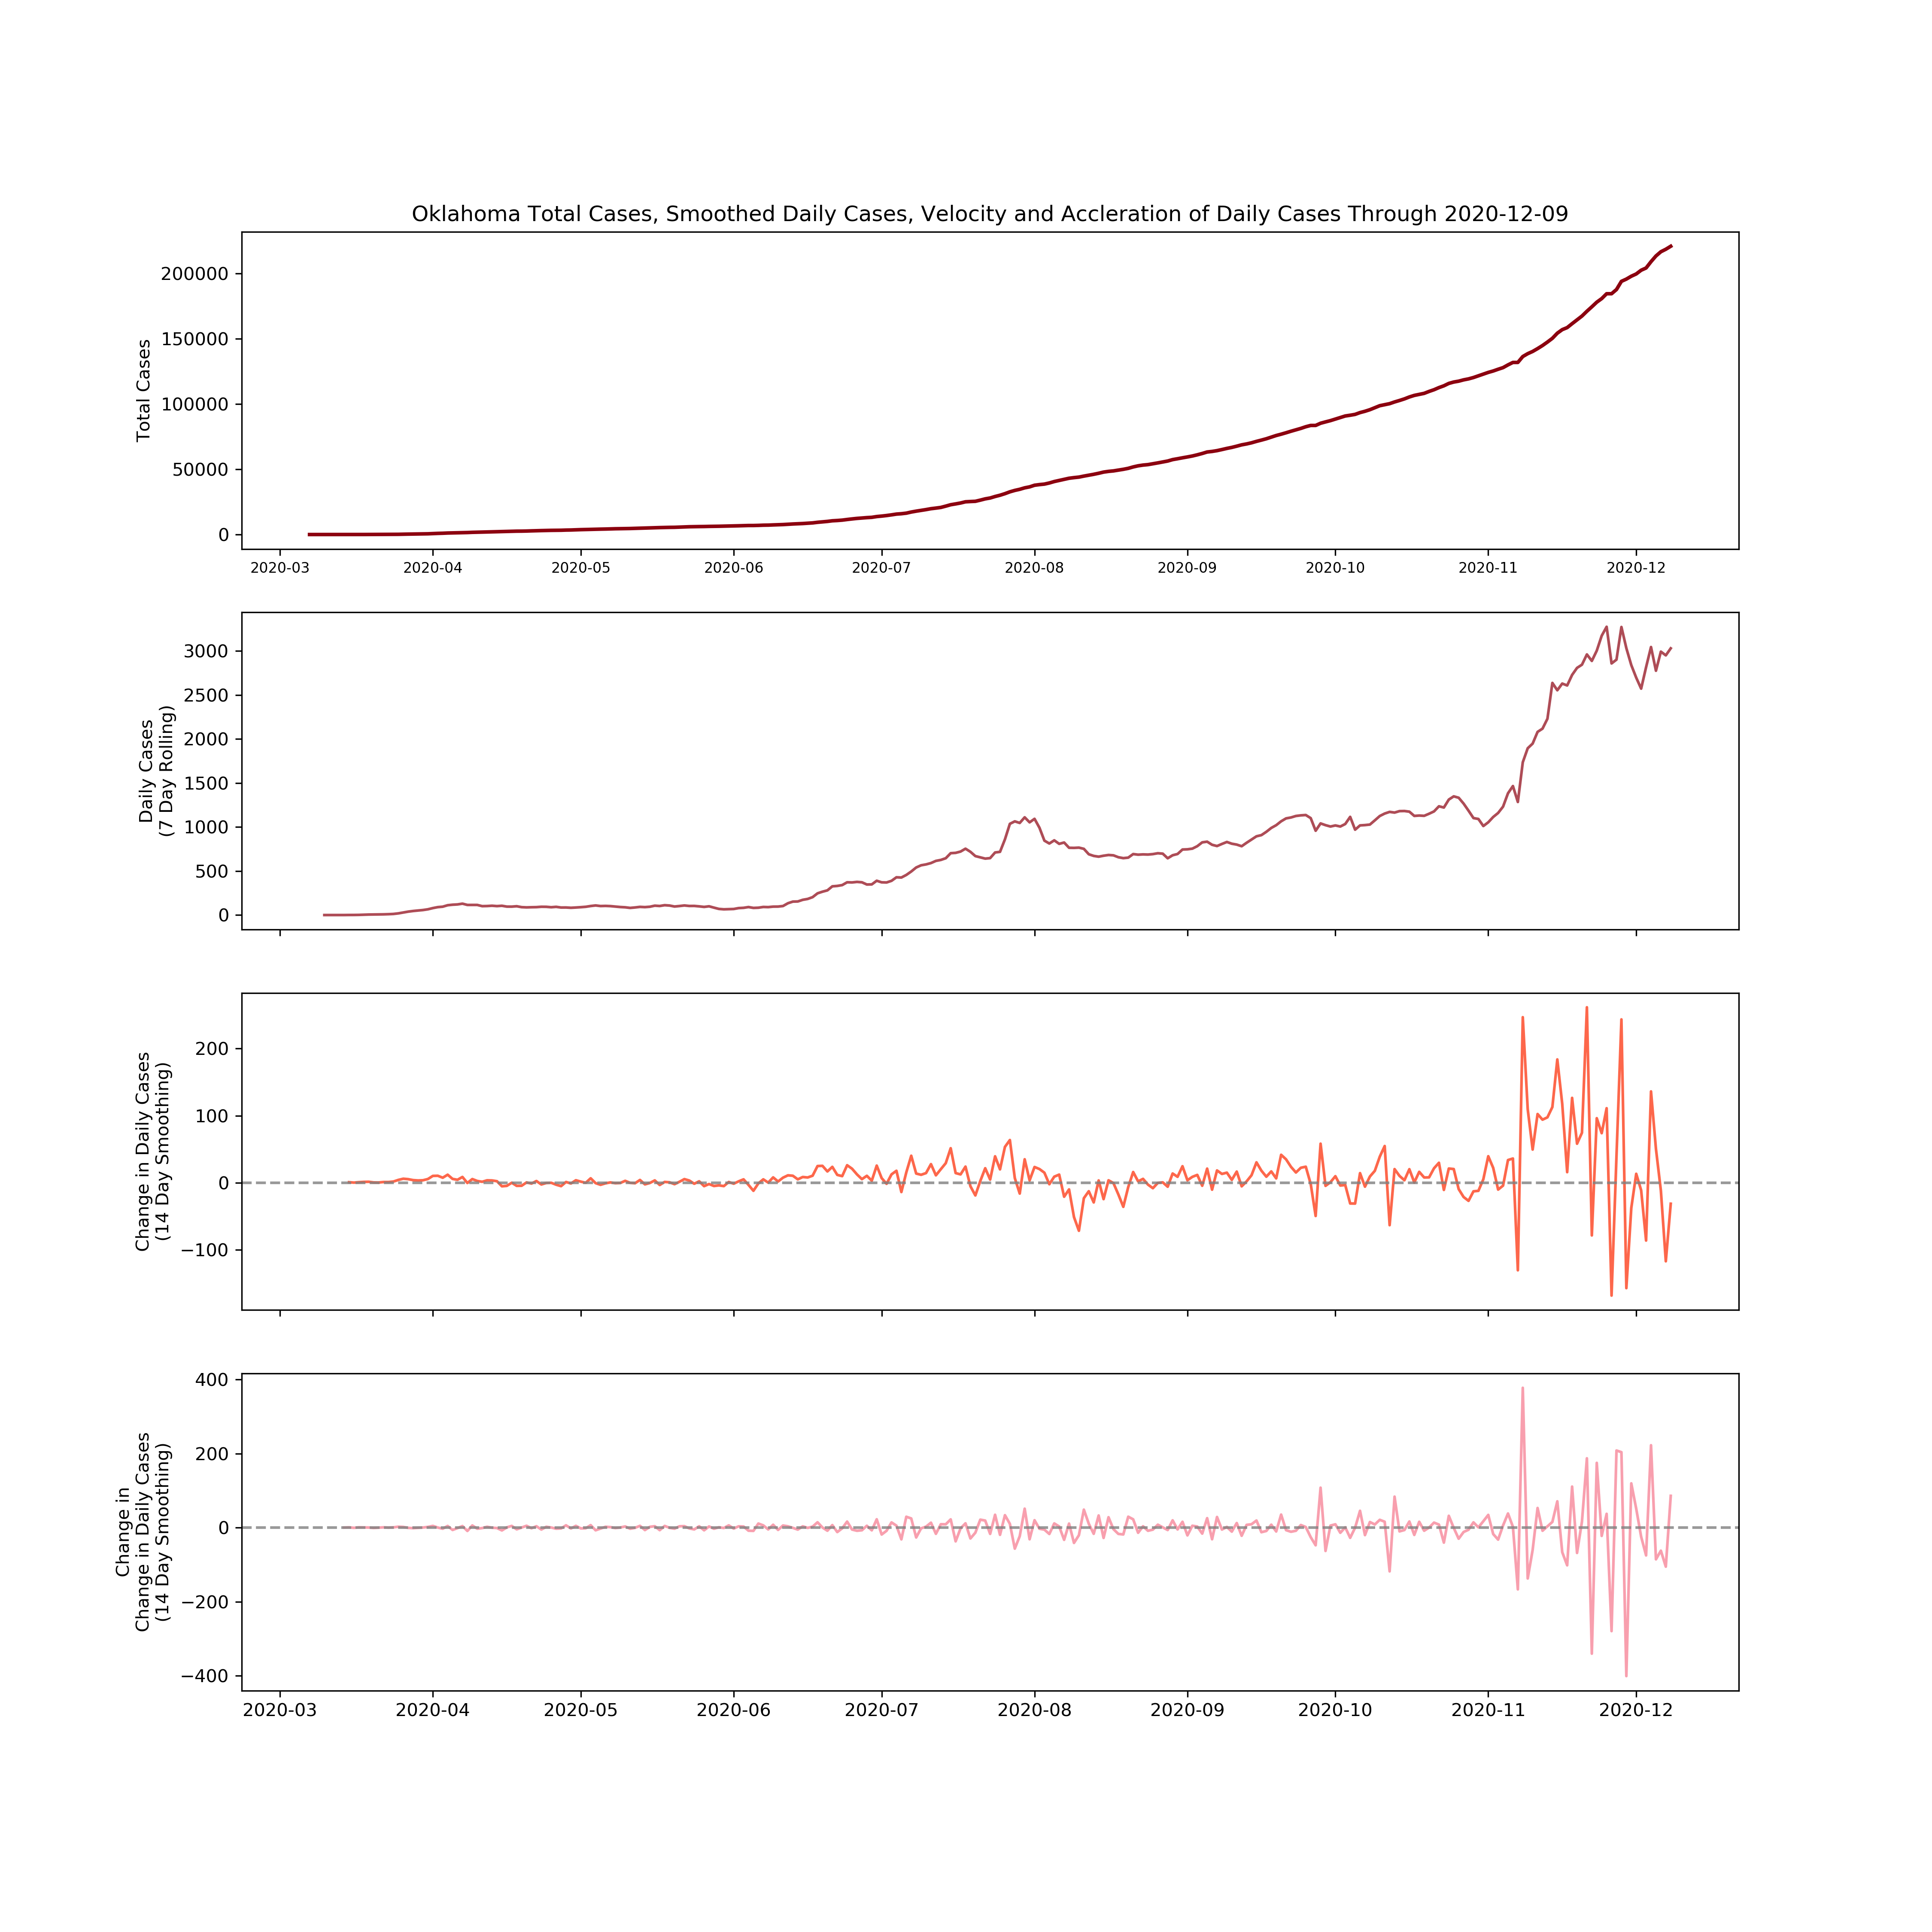 Oklahoma Total Cases, Smoothed Daily Cases, Velocity and Accleration of Daily Cases Through 2020-12-09
Total Cases
200000
150000
100000
50000
0
2020-03 2020-04 2020-05 2020-06 2020-07 2020-08 2020-09 2020-10 2020-11 2020-12
Daily Cases
(7 Day Rolling)
3000
2500
2000
1500
1000
500
0
Change in Daily Cases
(14 Day Smoothing)
200
100
0
−100
Change in
Change in Daily Cases
(14 Day Smoothing)
400
200
0
−200
−400
2020-03 2020-04 2020-05 2020-06 2020-07 2020-08 2020-09 2020-10 2020-11 2020-12